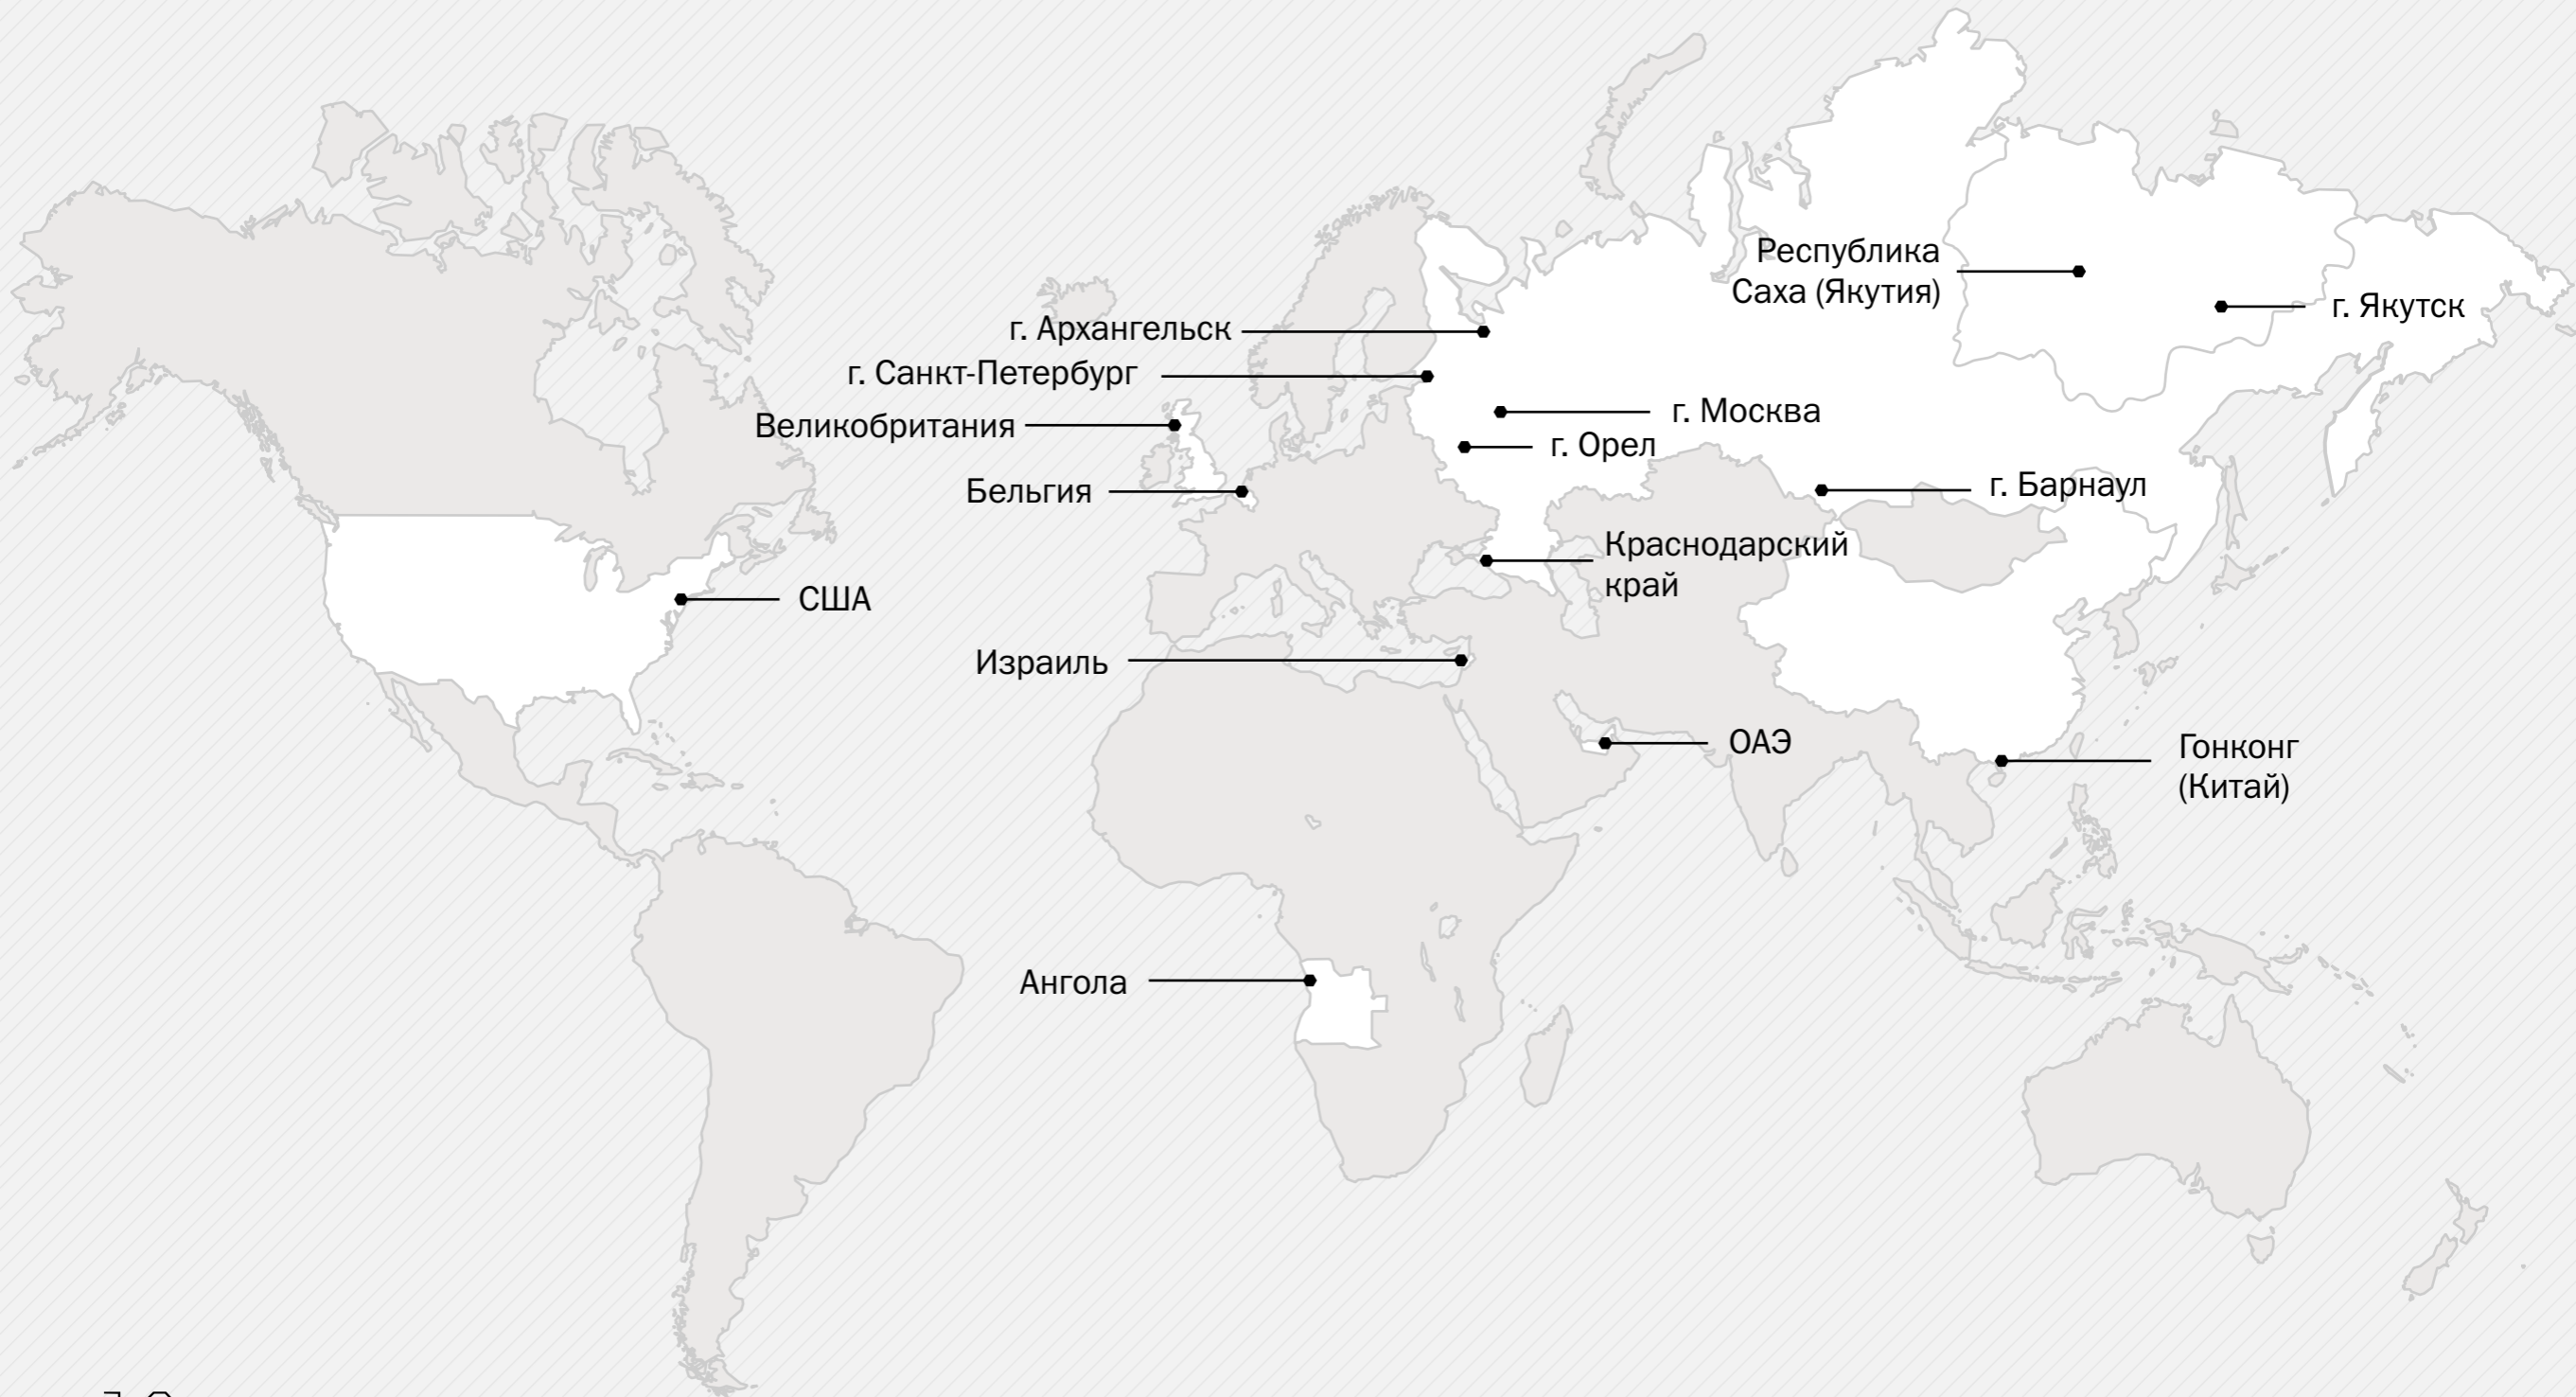 Республика
Саха (Якутия)
г. Якутск
г. Архангельск
г. Санкт-Петербург
Великобритания
г. Москва
г. Орел
Бельгия
г. Барнаул
Краснодарский
край
США
Израиль
ОАЭ
Гонконг
(Китай)
Ангола